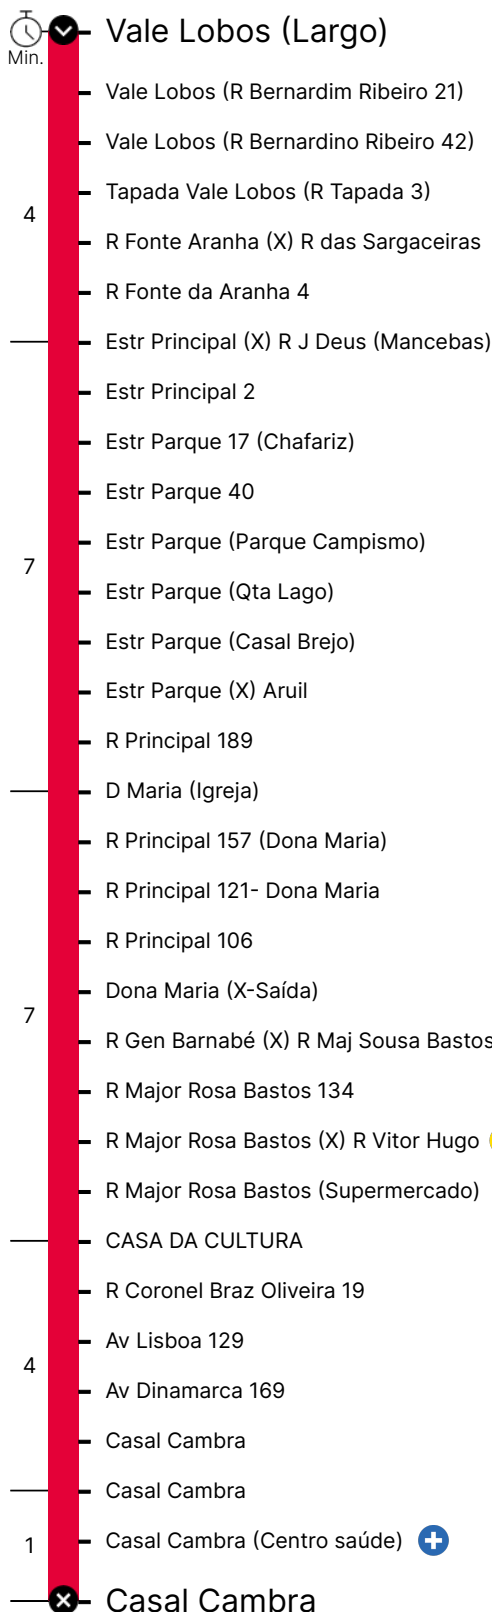 Vale Lobos (Largo)
Min.
Vale Lobos (R Bernardim Ribeiro 21)
Vale Lobos (R Bernardino Ribeiro 42)
Tapada Vale Lobos (R Tapada 3)
4
R Fonte Aranha (X) R das Sargaceiras
R Fonte da Aranha 4
Estr Principal (X) R J Deus (Mancebas)
Estr Principal 2
Estr Parque 17 (Chafariz)
Estr Parque 40
Estr Parque (Parque Campismo)
7
Estr Parque (Qta Lago)
Estr Parque (Casal Brejo)
Estr Parque (X) Aruil
R Principal 189
D Maria (Igreja)
R Principal 157 (Dona Maria)
R Principal 121- Dona Maria
R Principal 106
Dona Maria (X-Saída)
7
R Gen Barnabé (X) R Maj Sousa Bastos
R Major Rosa Bastos 134
R Major Rosa Bastos (X) R Vitor Hugo
R Major Rosa Bastos (Supermercado)
CASA DA CULTURA
R Coronel Braz Oliveira 19
Av Lisboa 129
4
Av Dinamarca 169
Casal Cambra
Casal Cambra
1
Casal Cambra (Centro saúde)
Casal Cambra